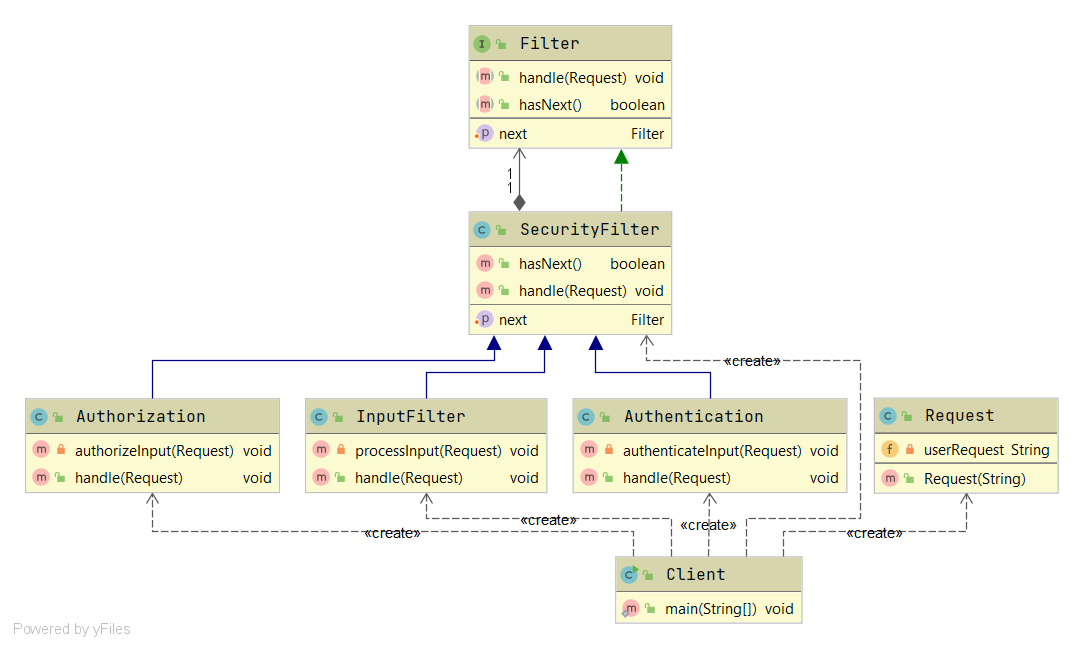 I Filter
m handle(Request) void
m hasNext() boolean
p next Filter
1
1
C SecurityFilter
m hasNext() boolean
m handle(Request) void
p next Filter
«create»
C Authorization
m authorizeInput(Request) void
m handle(Request) void
C InputFilter
m processInput(Request) void
m handle(Request) void
C Authentication
m authenticateInput(Request) void
m handle(Request) void
C Request
f userRequest String
m Request(String)
«create»
«create»
«create»
«create»
C Client
m main(String[]) void
Powered by yFiles